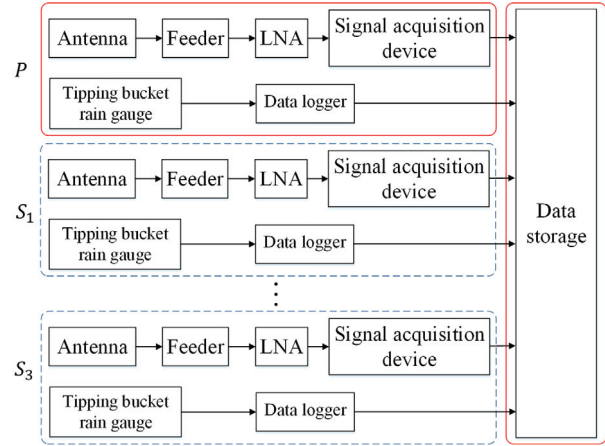 P
Antenna
Feeder
LNA
Signal acquisition
device
Tipping bucket
rain gauge
Data logger
S₁
Antenna
Feeder
LNA
Signal acquisition
device
Tipping bucket
rain gauge
Data logger
⋮
S₃
Antenna
Feeder
LNA
Signal acquisition
device
Tipping bucket
rain gauge
Data logger
Data
storage